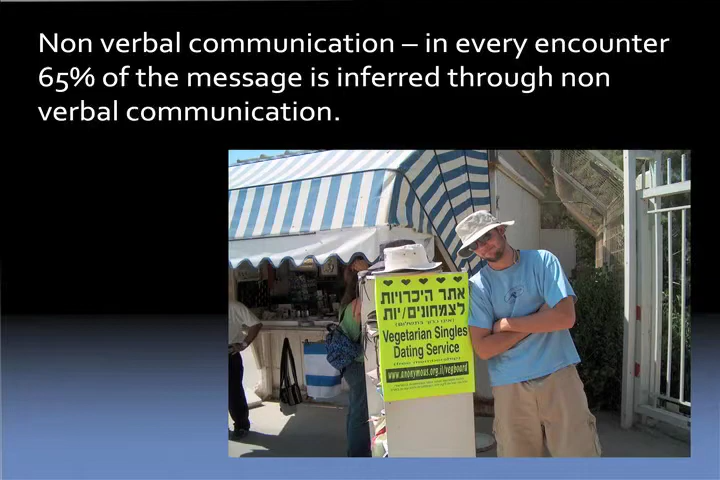 Non verbal communication – in every encounter
65% of the message is inferred through non
verbal communication.
אתר היכרויות
לצמחונים/יות
Vegetarian Singles
Dating Service
www.anonymous.org.il/vegboard